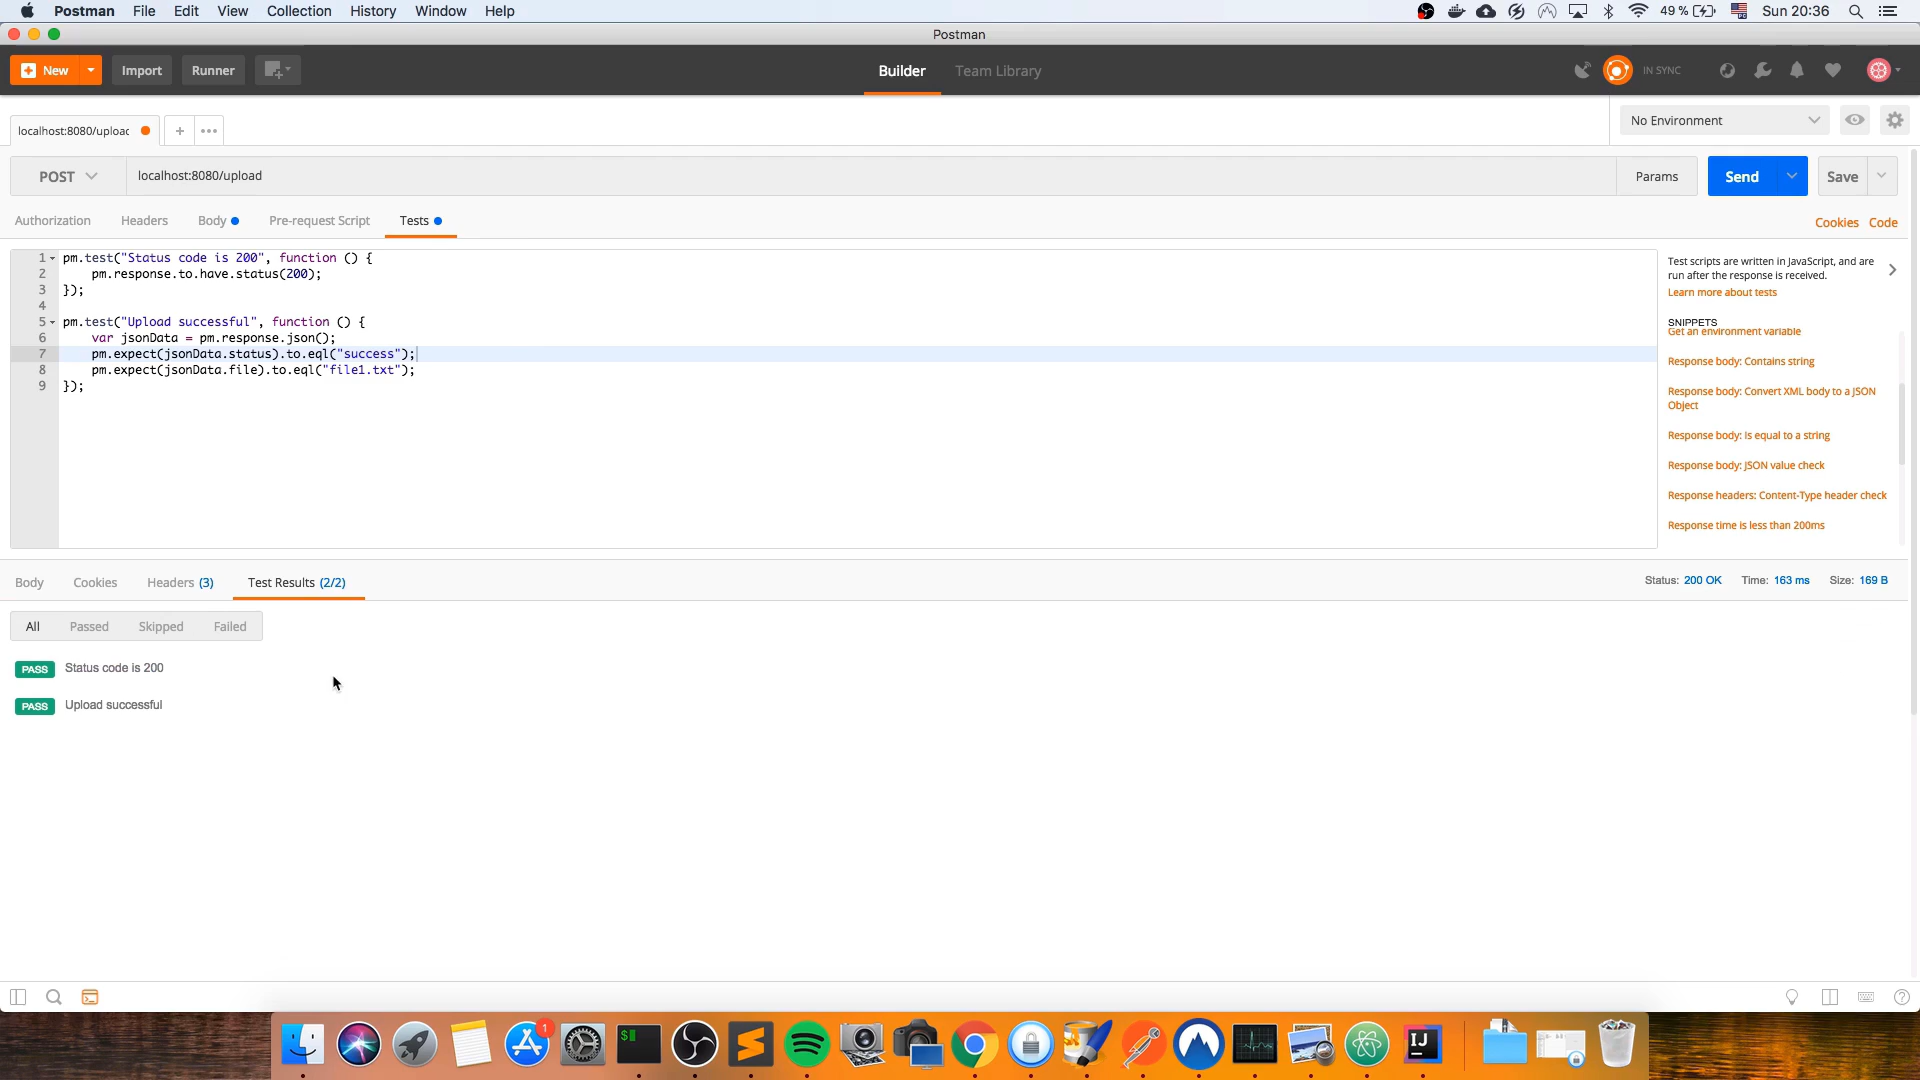 Postman File Edit View Collection History Window Help 49 % Sun 20:36
Postman
New Import Runner Builder Team Library IN SYNC
localhost:8080/uploac + ••• No Environment
POST localhost:8080/upload Params Send Save
Authorization Headers Body Pre-request Script Tests Cookies Code
1 pm.test("Status code is 200", function () {
2 pm.response.to.have.status(200);
3 });
4
5 pm.test("Upload successful", function () {
6 var jsonData = pm.response.json();
7 pm.expect(jsonData.status).to.eql("success");
8 pm.expect(jsonData.file).to.eql("file1.txt");
9 });
Test scripts are written in JavaScript, and are
run after the response is received.
Learn more about tests
SNIPPETS
Get an environment variable
Response body: Contains string
Response body: Convert XML body to a JSON
Object
Response body: Is equal to a string
Response body: JSON value check
Response headers: Content-Type header check
Response time is less than 200ms
Body Cookies Headers (3) Test Results (2/2) Status: 200 OK Time: 163 ms Size: 169 B
All Passed Skipped Failed
PASS Status code is 200
PASS Upload successful
1
$
IJ